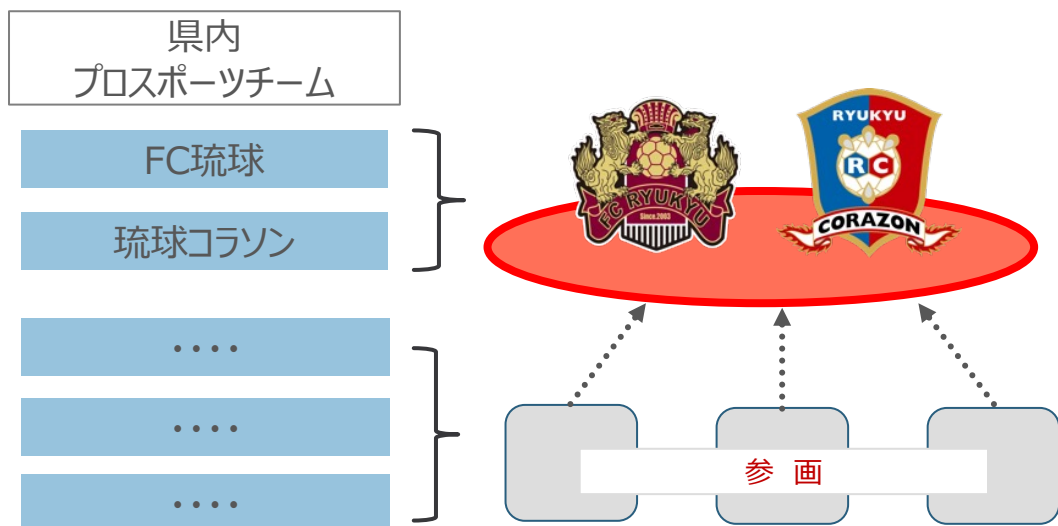 県内
プロスポーツチーム
FC琉球
琉球コラソン
・・・・
・・・・
・・・・
FC RYUKYU
Since.2003
RYUKYU
RC
CORAZON
参 画